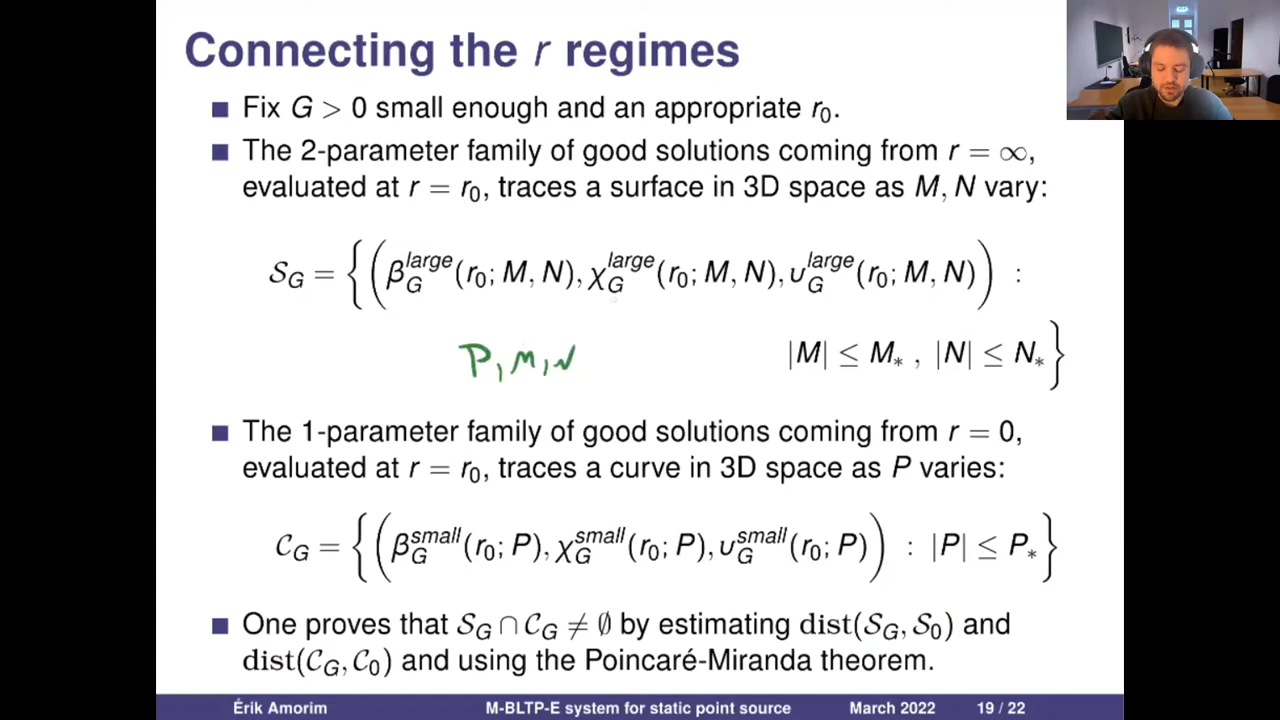 Connecting the r regimes
Fix G > 0 small enough and an appropriate r₀.
The 2-parameter family of good solutions coming from r = ∞,
evaluated at r = r₀, traces a surface in 3D space as M, N vary:
𝒮_G = { ( β_G^large (r₀; M, N), χ_G^large (r₀; M, N), υ_G^large (r₀; M, N) ) :
P, M, N
|M| ≤ M_* , |N| ≤ N_* }
The 1-parameter family of good solutions coming from r = 0,
evaluated at r = r₀, traces a curve in 3D space as P varies:
𝒞_G = { ( β_G^small (r₀; P), χ_G^small (r₀; P), υ_G^small (r₀; P) ) : |P| ≤ P_* }
One proves that 𝒮_G ∩ 𝒞_G ≠ ∅ by estimating dist(𝒮_G, 𝒮₀) and
dist(𝒞_G, 𝒞₀) and using the Poincaré-Miranda theorem.
Érik Amorim M-BLTP-E system for static point source March 2022 19 / 22